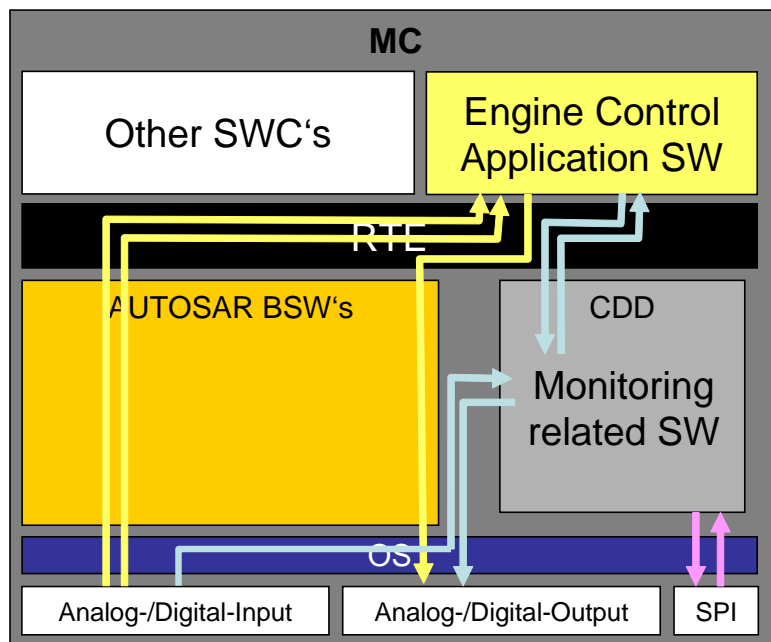 MC
Other SWC‘s
Engine Control
Application SW
RTE
AUTOSAR BSW‘s
CDD
Monitoring
related SW
OS
Analog-/Digital-Input
Analog-/Digital-Output
SPI